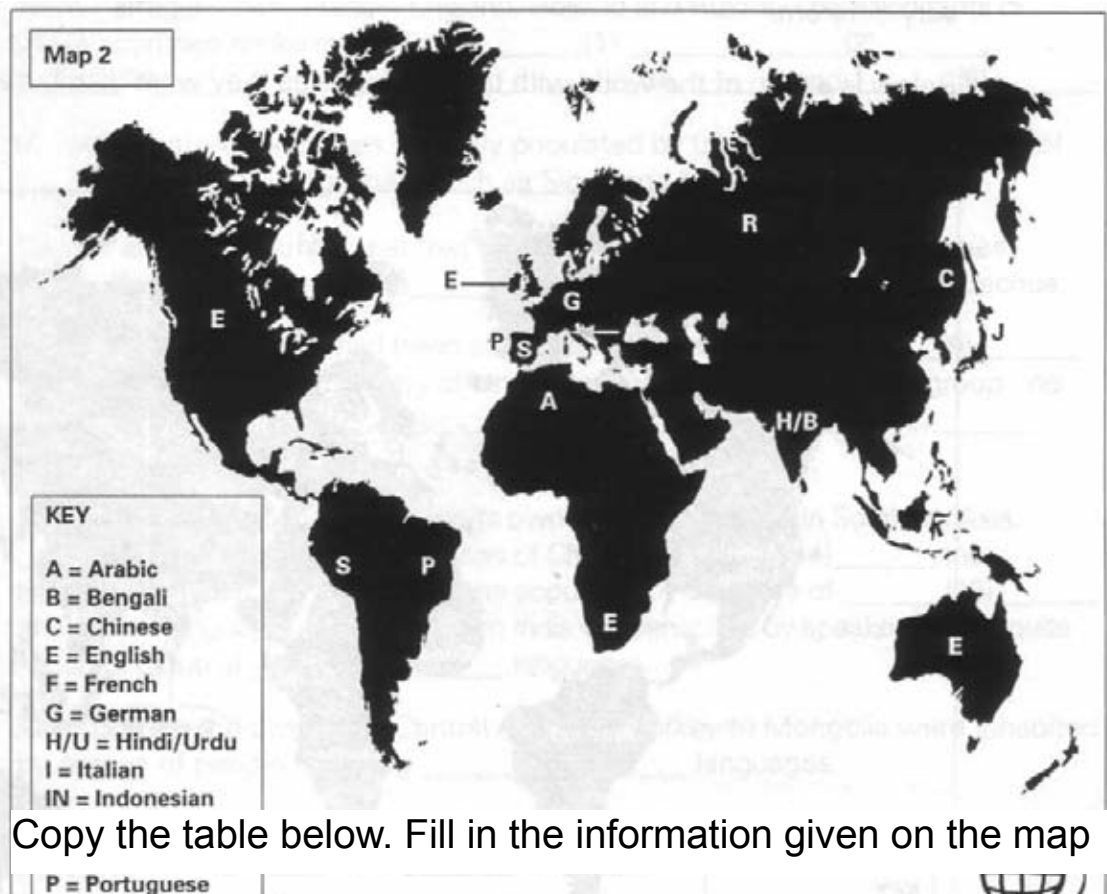 Map 2
E
E
G
P
S
A
R
C
J
H/B
S
P
E
E
KEY
A = Arabic
B = Bengali
C = Chinese
E = English
F = French
G = German
H/U = Hindi/Urdu
I = Italian
IN = Indonesian
Copy the table below. Fill in the information given on the map
P = Portuguese